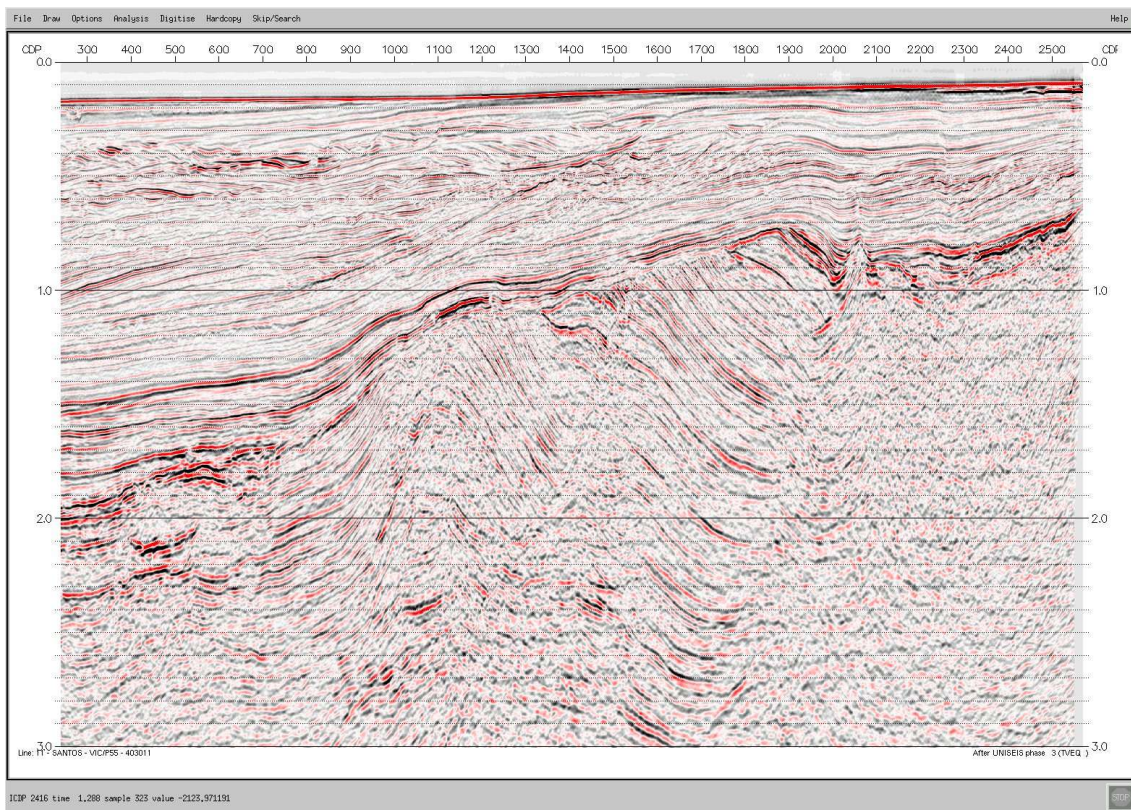 File Draw Options Analysis Digitise Hardcopy Skip/Search Help
CDP 300 400 500 600 700 800 900 1000 1100 1200 1300 1400 1500 1600 1700 1800 1900 2000 2100 2200 2300 2400 2500 CDP
0.0 0.0
1.0 1.0
2.0 2.0
3.0 3.0
Line: - SANTOS - VIC/P55 - 403011 After UNISEIS phase 3 (TVEQ )
ICDP 2416 time 1.288 sample 323 value -2123.971191 STOP